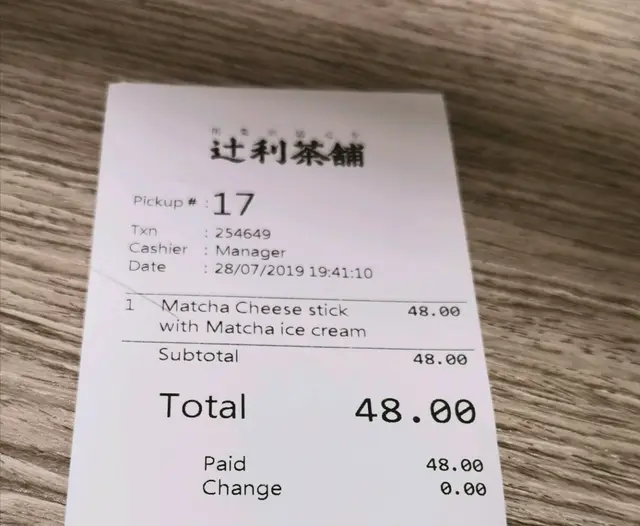 辻利茶舗
Pickup # : 17
Txn : 254649
Cashier : Manager
Date : 28/07/2019 19:41:10
1 Matcha Cheese stick 48.00
with Matcha ice cream
Subtotal 48.00
Total 48.00
Paid 48.00
Change 0.00